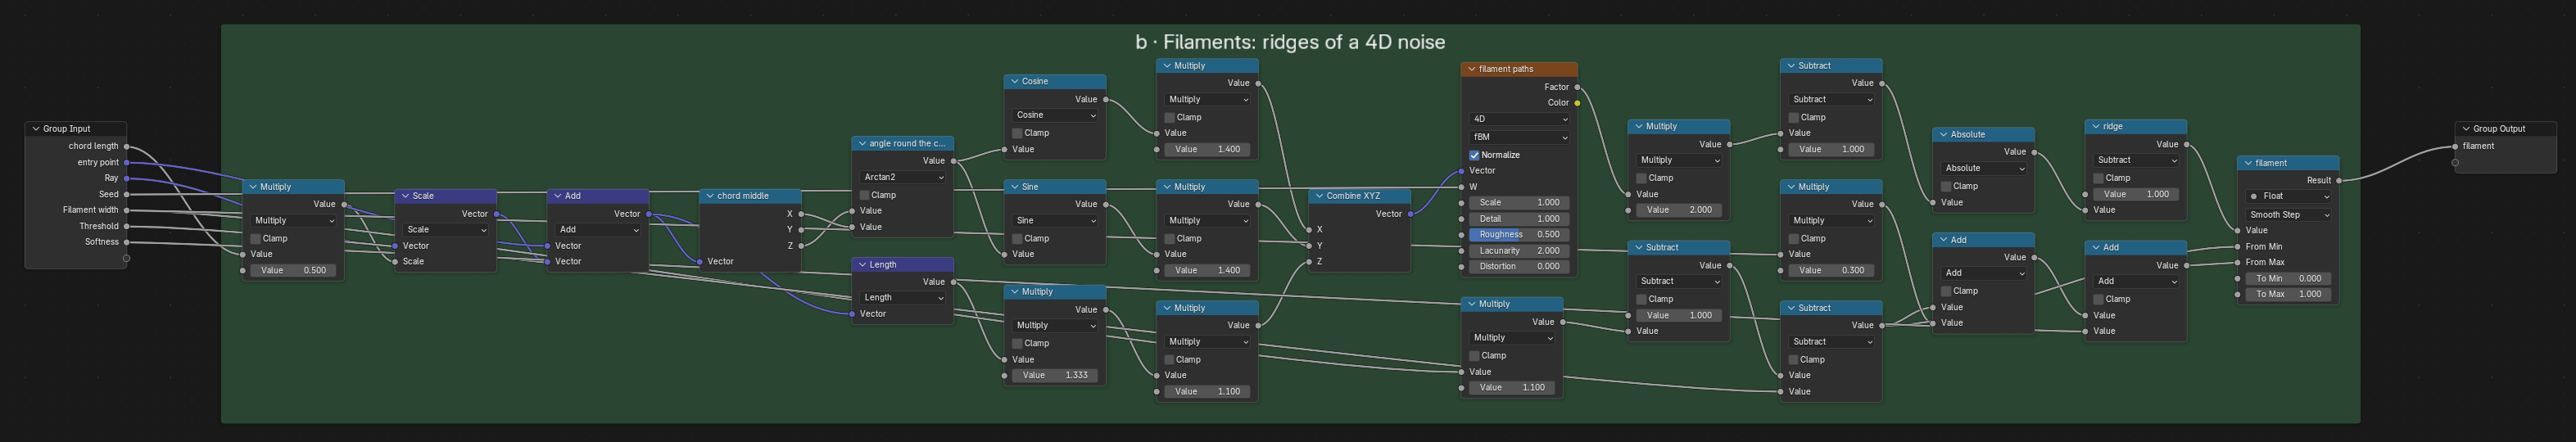 b · Filaments: ridges of a 4D noise
Group Input
chord length
entry point
Ray
Seed
Filament width
Threshold
Softness
Multiply
Value
Multiply
Clamp
Value
Value 0.500
Scale
Vector
Scale
Vector
Scale
Add
Vector
Add
Vector
Vector
chord middle
X
Y
Z
Vector
angle round the c...
Value
Arctan2
Clamp
Value
Value
Length
Value
Length
Vector
Cosine
Value
Cosine
Clamp
Value
Sine
Value
Sine
Clamp
Value
Multiply
Value
Multiply
Clamp
Value
Value 1.333
Multiply
Value
Multiply
Clamp
Value
Value 1.400
Multiply
Value
Multiply
Clamp
Value
Value 1.400
Multiply
Value
Multiply
Clamp
Value
Value 1.100
Combine XYZ
Vector
X
Y
Z
filament paths
Factor
Color
4D
fBM
Normalize
Vector
W
Scale 1.000
Detail 1.000
Roughness 0.500
Lacunarity 2.000
Distortion 0.000
Multiply
Value
Multiply
Clamp
Value
Value 1.100
Multiply
Value
Multiply
Clamp
Value
Value 2.000
Subtract
Value
Subtract
Clamp
Value 1.000
Value
Subtract
Value
Subtract
Clamp
Value
Value 1.000
Multiply
Value
Multiply
Clamp
Value
Value 0.300
Subtract
Value
Subtract
Clamp
Value
Value
Absolute
Value
Absolute
Clamp
Value
Add
Value
Add
Clamp
Value
Value
ridge
Value
Subtract
Clamp
Value 1.000
Value
Add
Value
Add
Clamp
Value
Value
filament
Result
Float
Smooth Step
Value
From Min
From Max
To Min 0.000
To Max 1.000
Group Output
filament